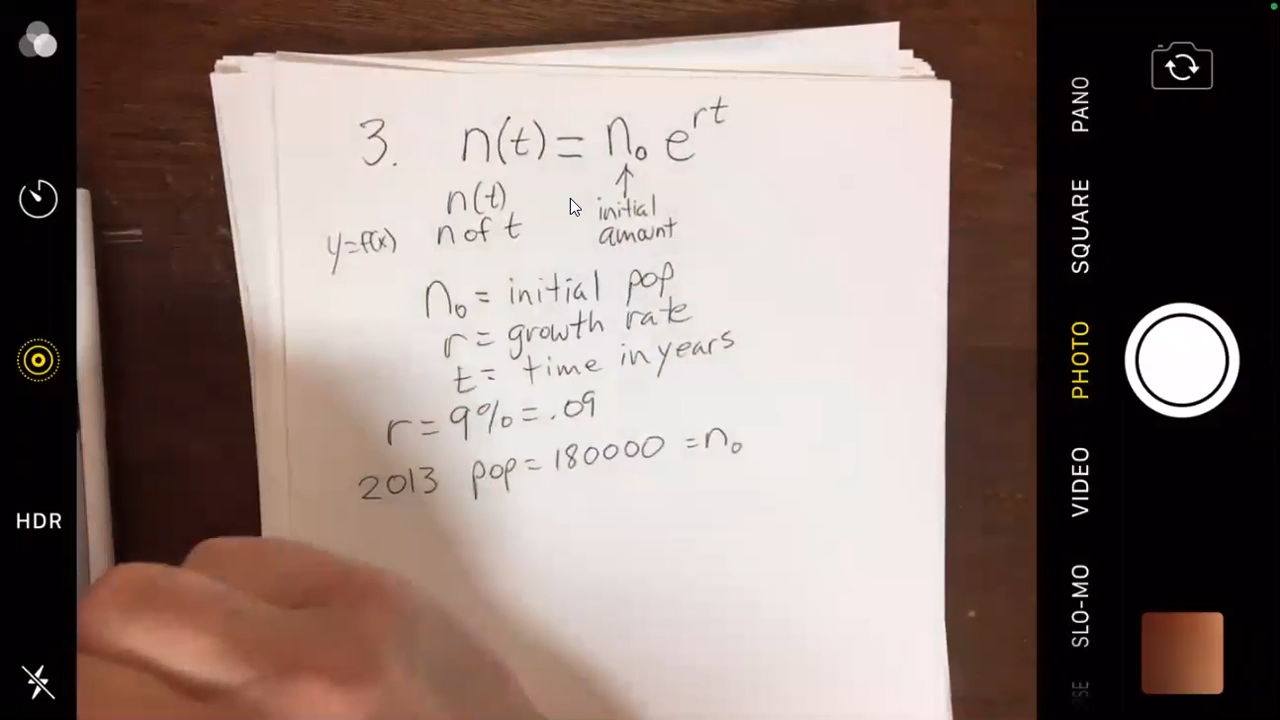 3. n(t) = n₀ e^rt
n(t)
initial
y=f(x) n of t amount
n₀ = initial pop
r = growth rate
t = time in years
r = 9% = .09
2013 pop = 180000 = n₀
HDR
PANO
SQUARE
PHOTO
VIDEO
SLO-MO
SE